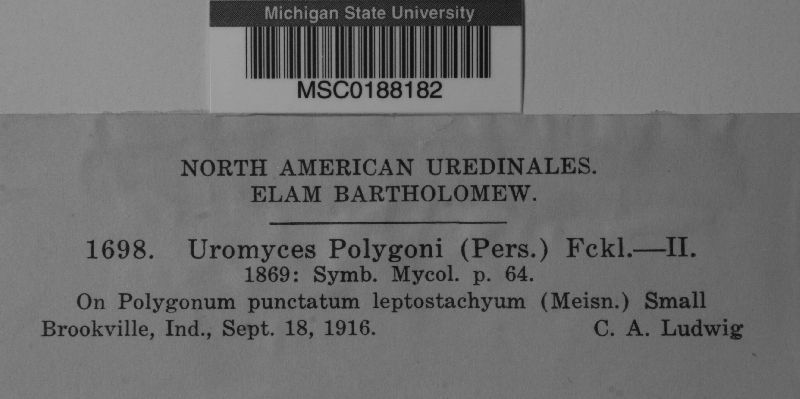 Michigan State University
MSC0188182
NORTH AMERICAN UREDINALES.
ELAM BARTHOLOMEW.
1698. Uromyces Polygoni (Pers.) Fckl.—II.
1869: Symb. Mycol. p. 64.
On Polygonum punctatum leptostachyum (Meisn.) Small
Brookville, Ind., Sept. 18, 1916. C. A. Ludwig